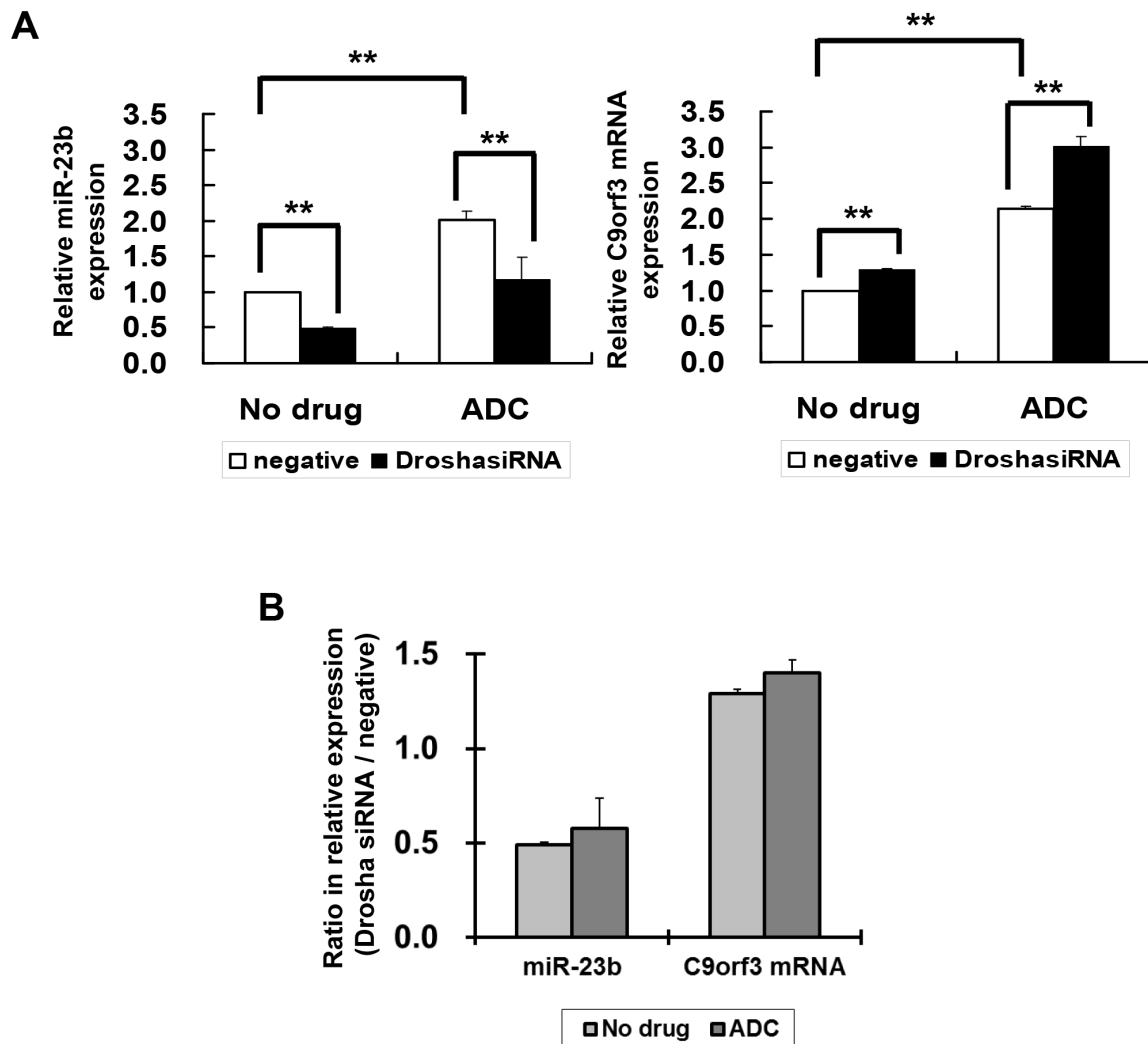 A
**
**
**
Relative miR-23b
expression
3.5
3.0
2.5
2.0
1.5
1.0
0.5
0.0
No drug
ADC
negative
DroshasiRNA
**
**
**
Relative C9orf3 mRNA
expression
3.5
3.0
2.5
2.0
1.5
1.0
0.5
0.0
No drug
ADC
negative
DroshasiRNA
B
Ratio in relative expression
(Drosha siRNA / negative)
1.5
1.0
0.5
0.0
miR-23b
C9orf3 mRNA
No drug
ADC